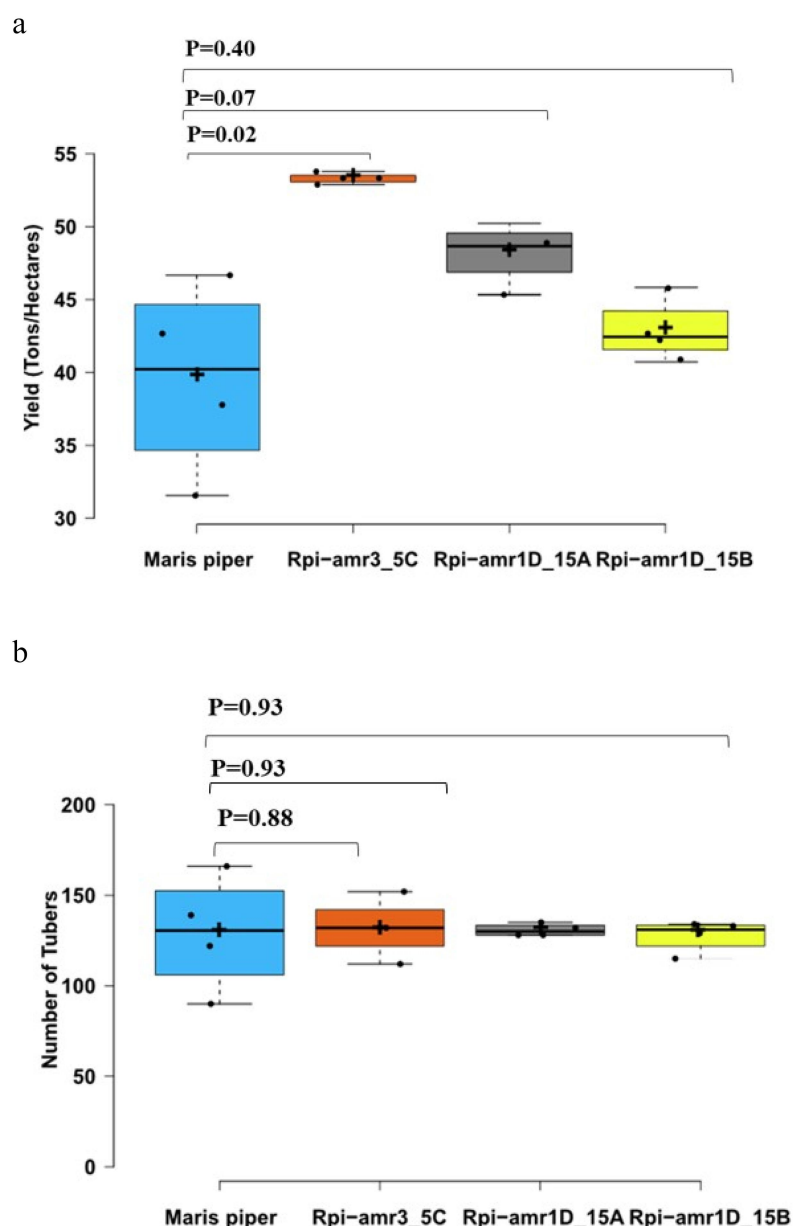 a
P=0.40
P=0.07
P=0.02
Yield (Tons/Hectares)
55
50
45
40
35
30
Maris piper Rpi−amr3_5C Rpi−amr1D_15A Rpi−amr1D_15B
b
P=0.93
P=0.93
P=0.88
Number of Tubers
200
150
100
50
0
Maris piper Rpi−amr3_5C Rpi−amr1D_15A Rpi−amr1D_15B